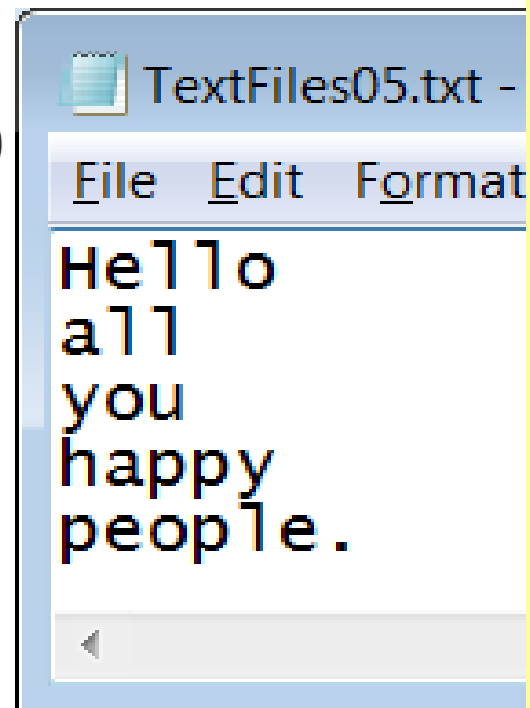 TextFiles05.txt -
File Edit Format
Hello
all
you
happy
people.